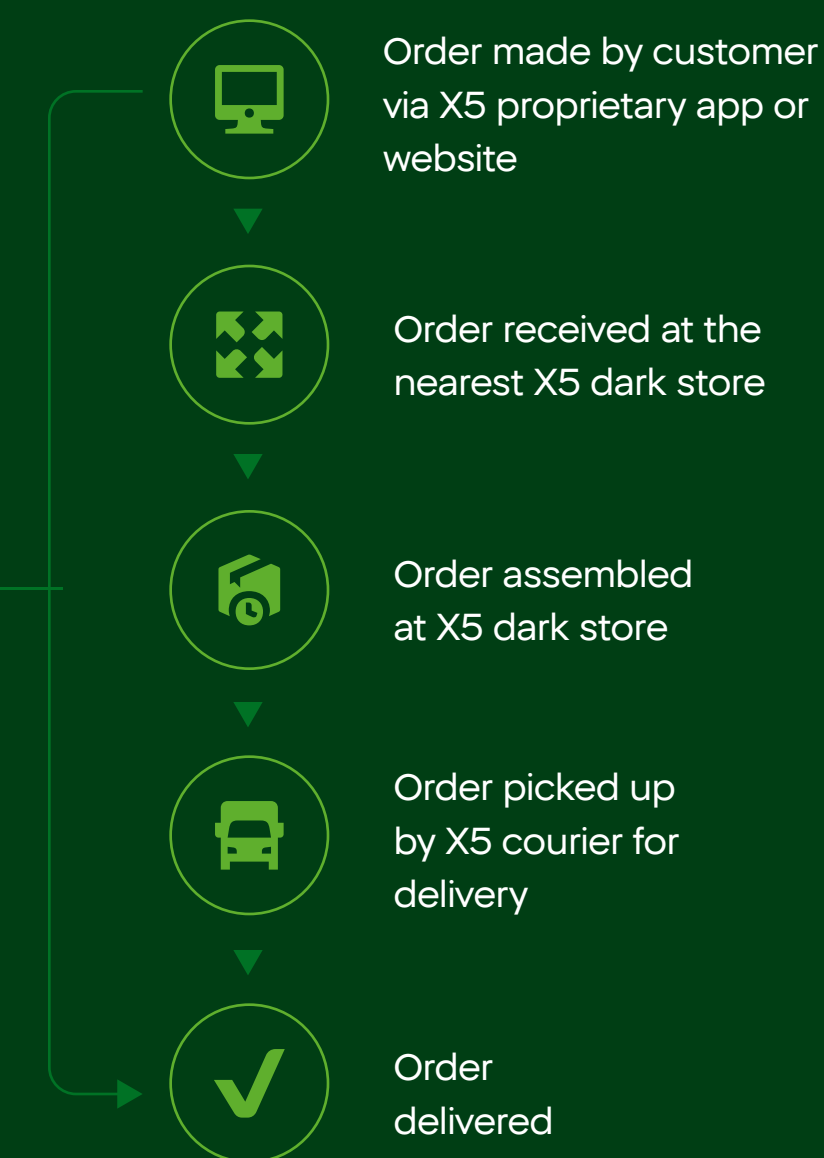 Order made by customer
via X5 proprietary app or
website
Order received at the
nearest X5 dark store
Order assembled
at X5 dark store
Order picked up
by X5 courier for
delivery
Order
delivered